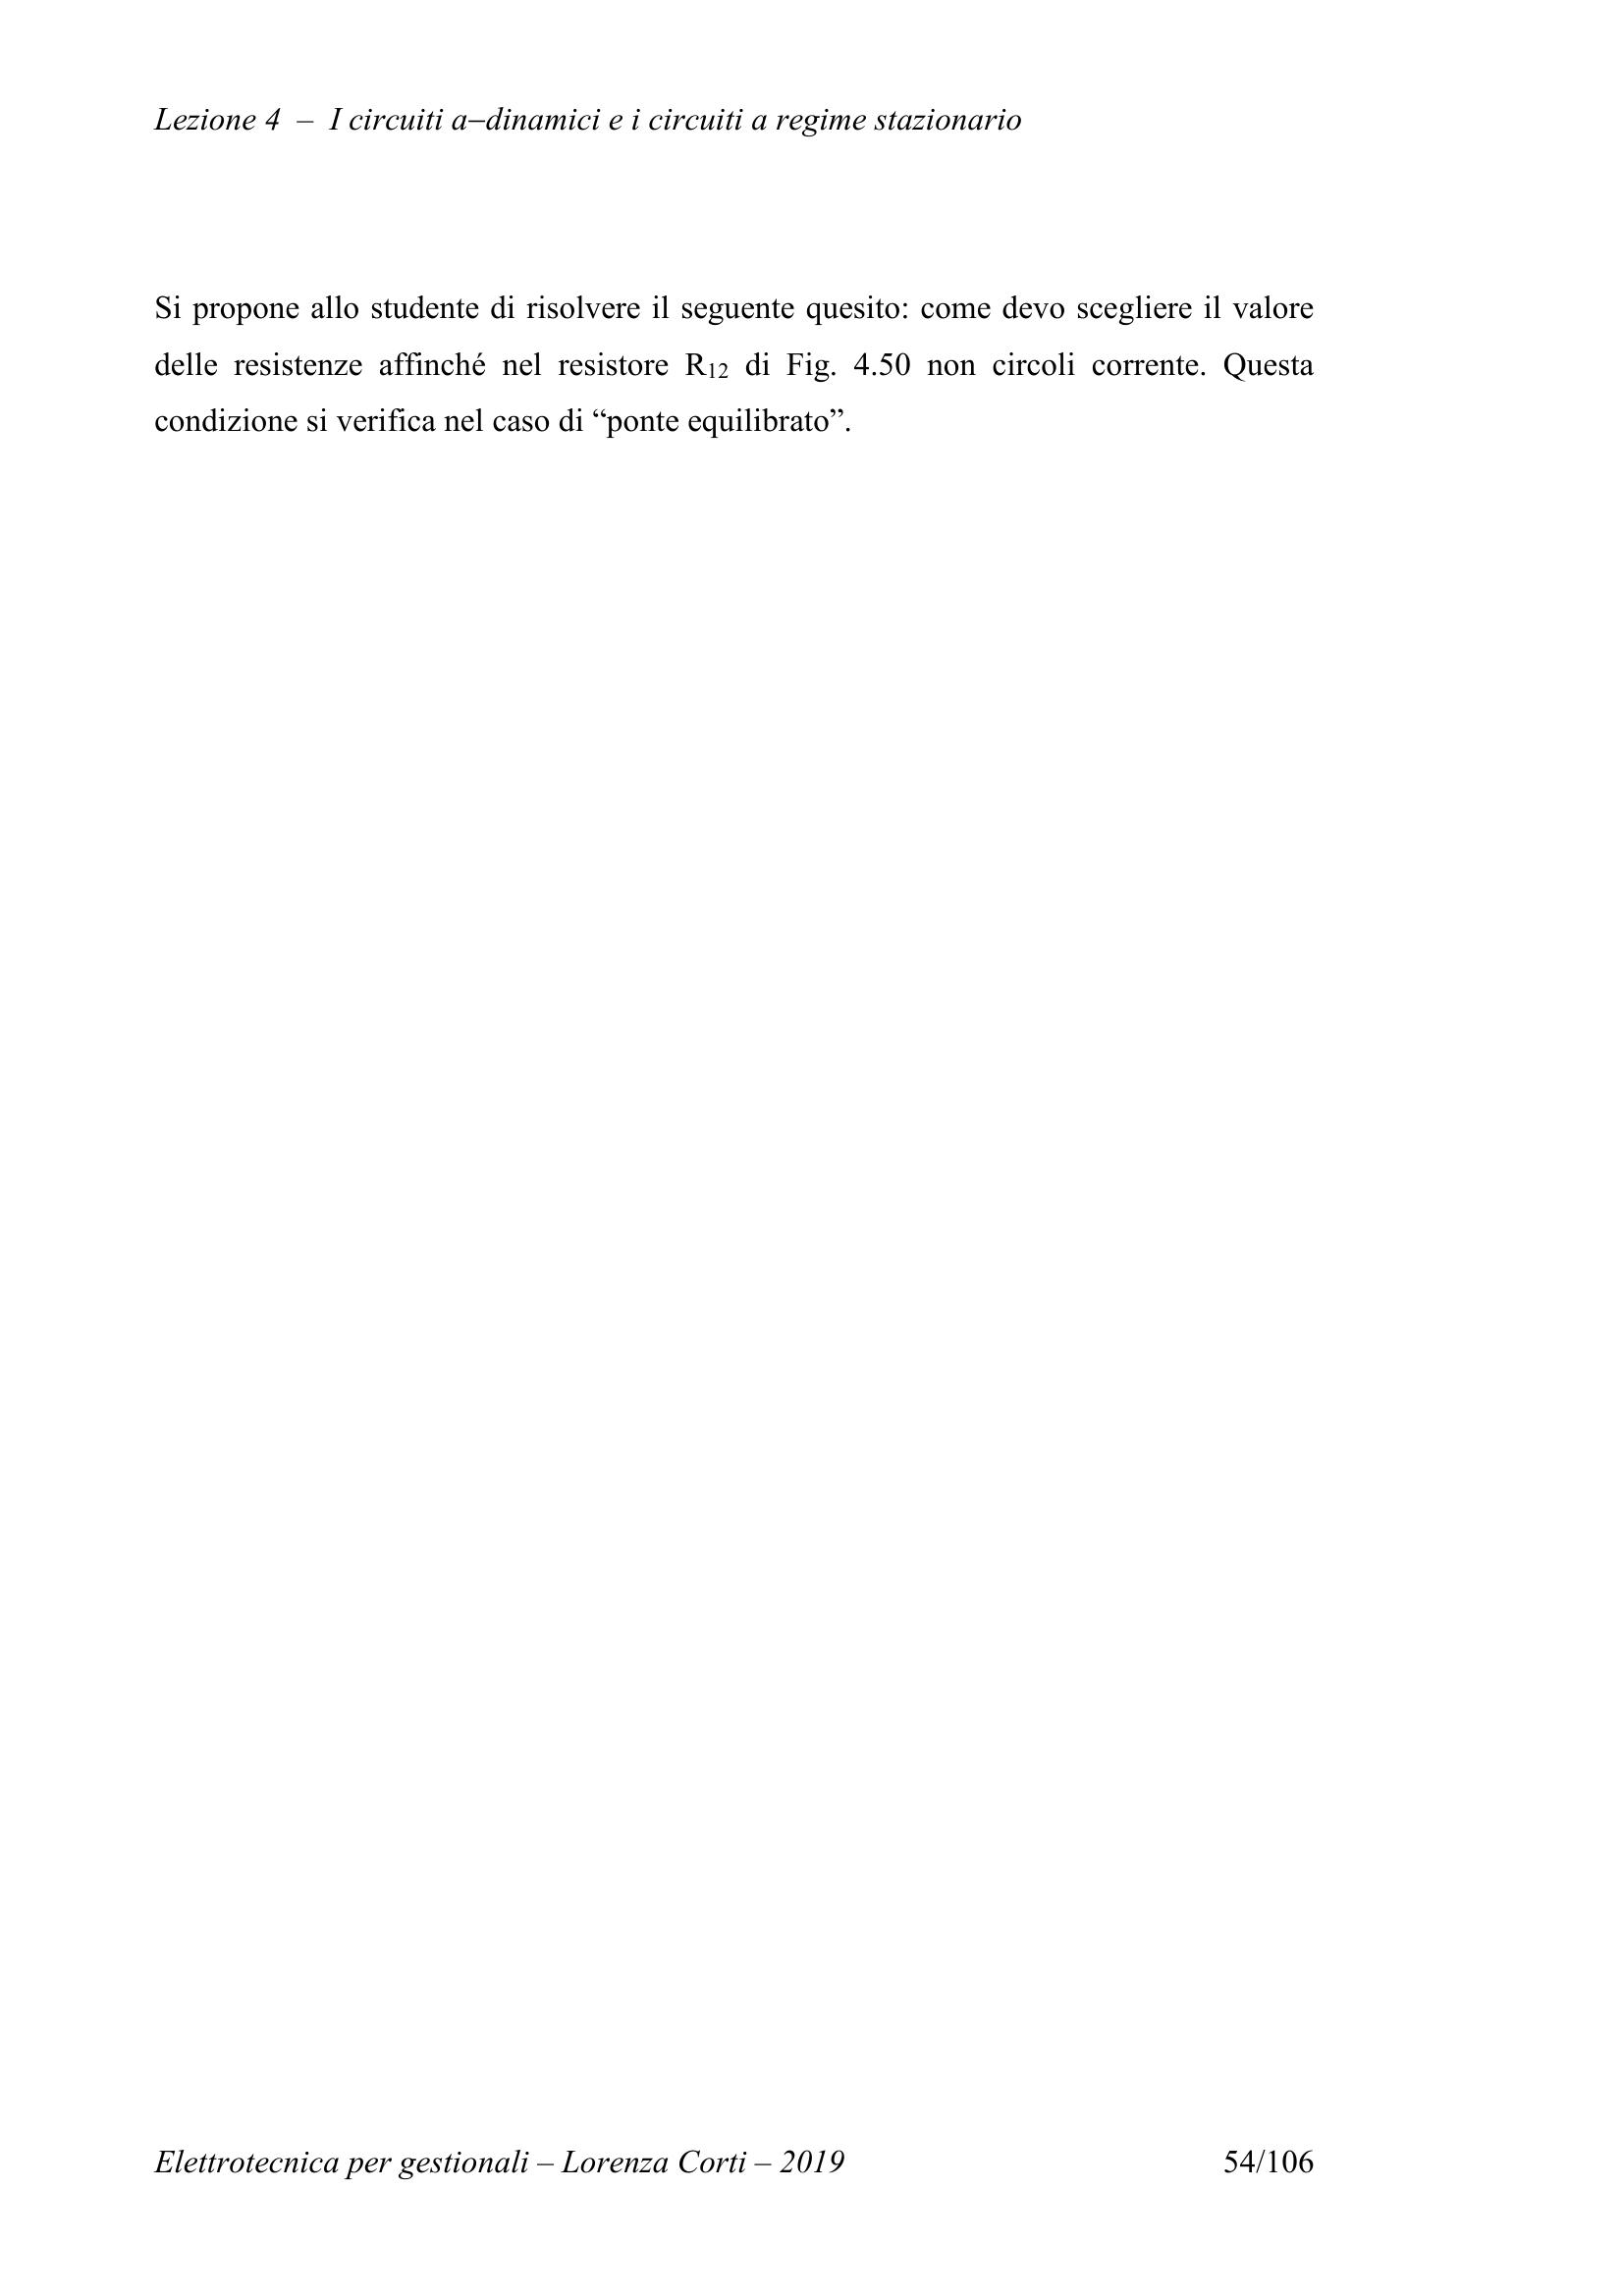 Lezione 4 – I circuiti a–dinamici e i circuiti a regime stazionario
Si propone allo studente di risolvere il seguente quesito: come devo scegliere il valore
delle resistenze affinché nel resistore R₁₂ di Fig. 4.50 non circoli corrente. Questa
condizione si verifica nel caso di “ponte equilibrato”.
Elettrotecnica per gestionali – Lorenza Corti – 2019 54/106